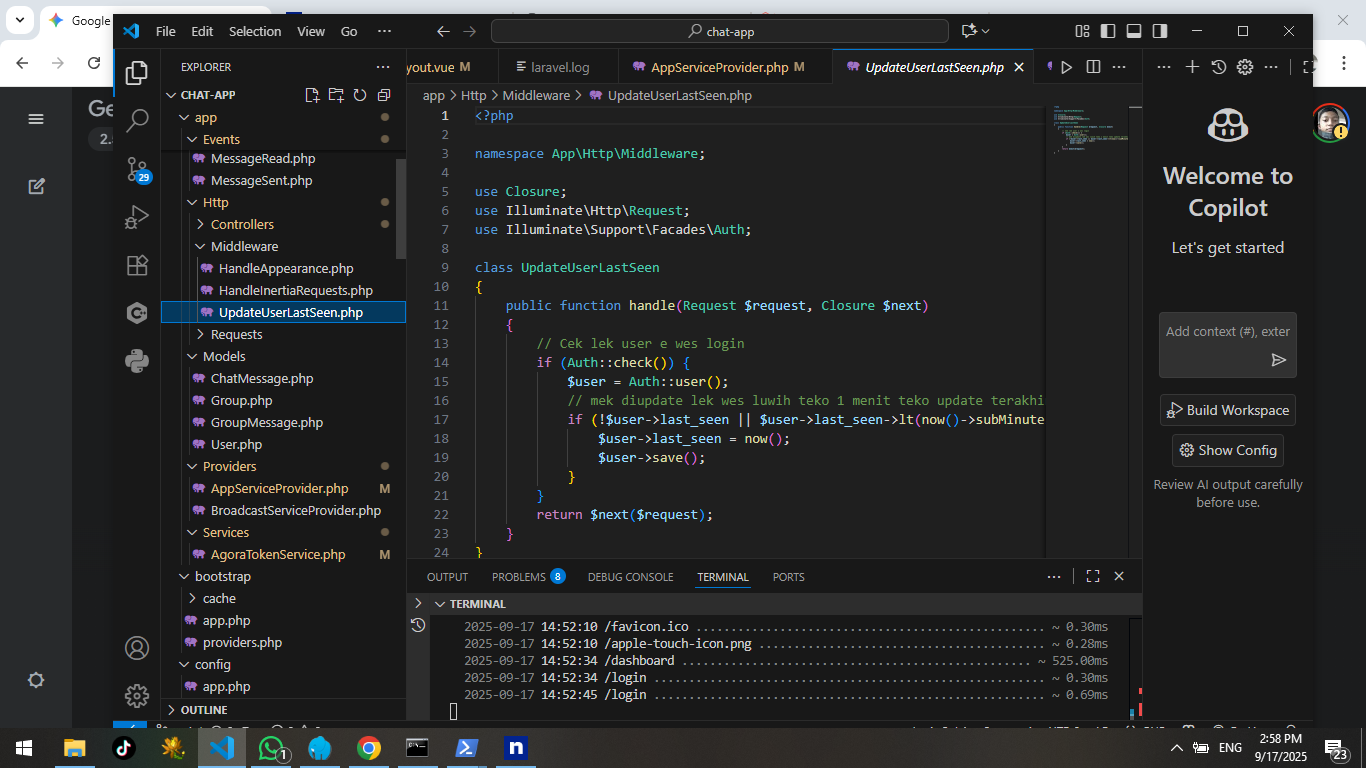 Google
Ge
2.
File Edit Selection View Go ···
chat-app
EXPLORER
CHAT-APP
app
Events
MessageRead.php
MessageSent.php
Http
Controllers
Middleware
HandleAppearance.php
HandleInertiaRequests.php
UpdateUserLastSeen.php
Requests
Models
ChatMessage.php
Group.php
GroupMessage.php
User.php
Providers
AppServiceProvider.php M
BroadcastServiceProvider.php
Services
AgoraTokenService.php M
bootstrap
cache
app.php
providers.php
config
app.php
OUTLINE
29
yout.vue M
laravel.log
AppServiceProvider.php M
UpdateUserLastSeen.php
app > Http > Middleware > UpdateUserLastSeen.php
1 <?php
2
3 namespace App\Http\Middleware;
4
5 use Closure;
6 use Illuminate\Http\Request;
7 use Illuminate\Support\Facades\Auth;
8
9 class UpdateUserLastSeen
10 {
11 public function handle(Request $request, Closure $next)
12 {
13 // Cek lek user e wes login
14 if (Auth::check()) {
15 $user = Auth::user();
16 // mek diupdate lek wes luwih teko 1 menit teko update terakhi
17 if (!$user->last_seen || $user->last_seen->lt(now()->subMinute
18 $user->last_seen = now();
19 $user->save();
20 }
21 }
22 return $next($request);
23 }
24 }
OUTPUT PROBLEMS 8 DEBUG CONSOLE TERMINAL PORTS
TERMINAL
2025-09-17 14:52:10 /favicon.ico ............................................. ~ 0.30ms
2025-09-17 14:52:10 /apple-touch-icon.png ..................................... ~ 0.28ms
2025-09-17 14:52:34 /dashboard .............................................. ~ 525.00ms
2025-09-17 14:52:34 /login ................................................... ~ 0.30ms
2025-09-17 14:52:45 /login ................................................... ~ 0.69ms
Welcome to
Copilot
Let's get started
Add context (#), exter
Build Workspace
Show Config
Review AI output carefully
before use.
1
ENG
2:58 PM
9/17/2025
23